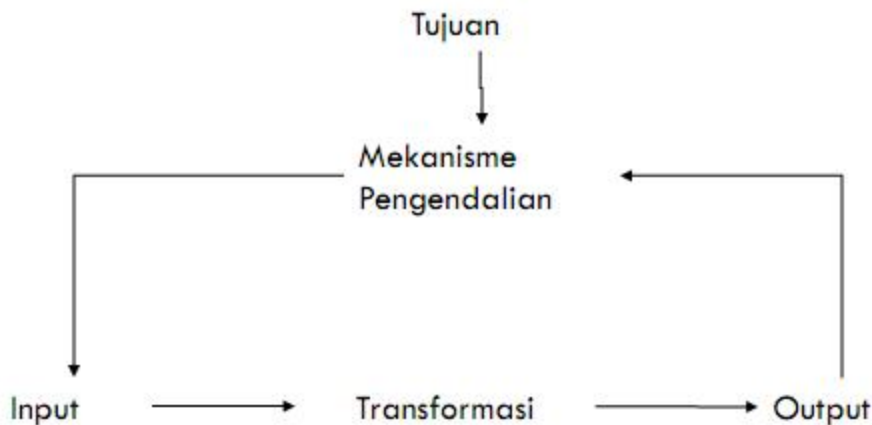 Tujuan
Mekanisme
Pengendalian
Input
Transformasi
Output